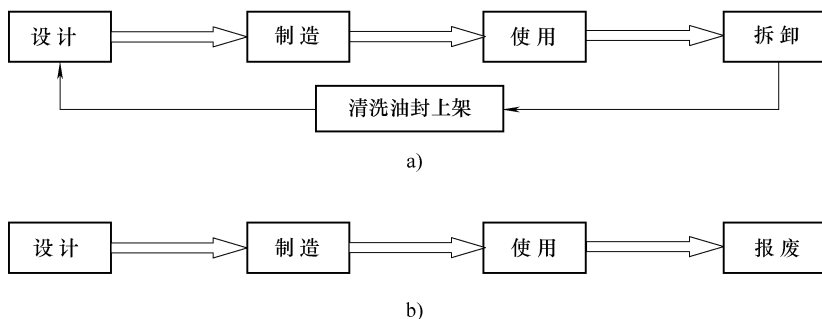 设计 制造 使用 拆卸
清洗油封上架
a)
设计 制造 使用 报废
b)